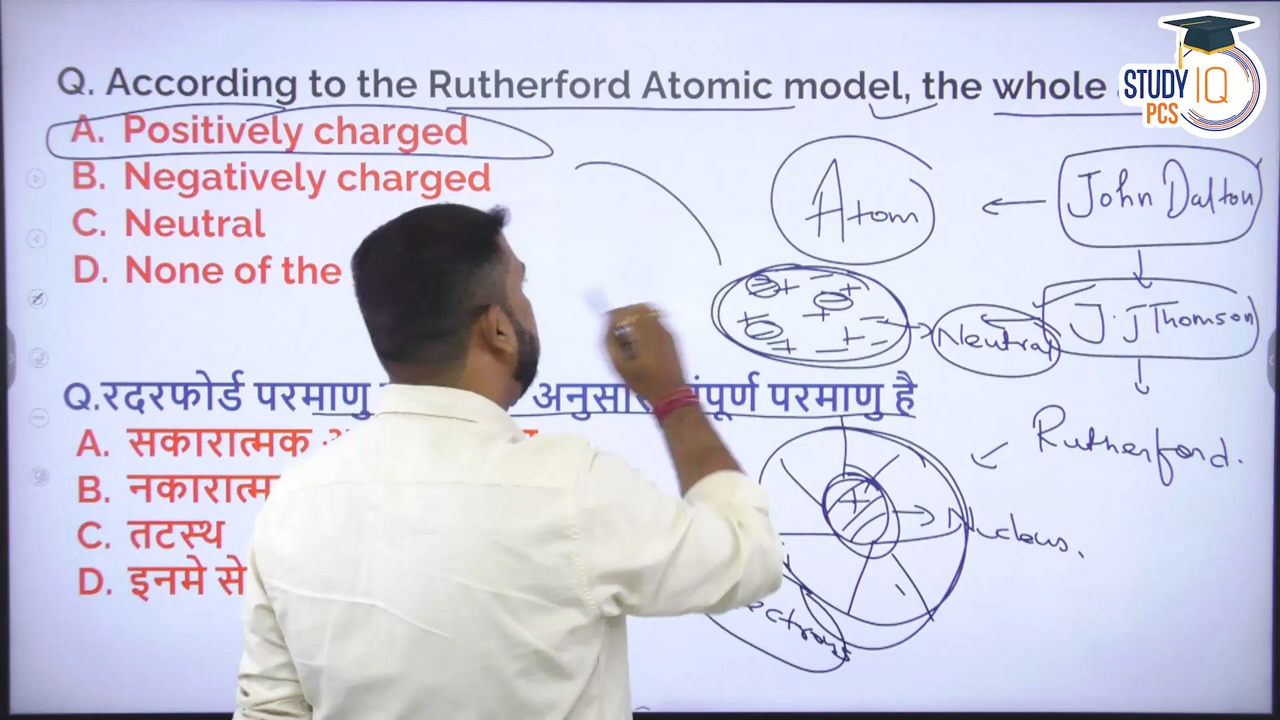 Q. According to the Rutherford Atomic model, the whole
A. Positively charged
B. Negatively charged
C. Neutral
D. None of the
STUDY IQ
PCS
Atom
John Dalton
Neutral
J.J Thomson
Rutherford.
Nucleus.
Q.रदरफोर्ड परमाणु अनुसार परमाणु है
A. सकारात्मक
B.
C. तटस्थ
D. इनमे से